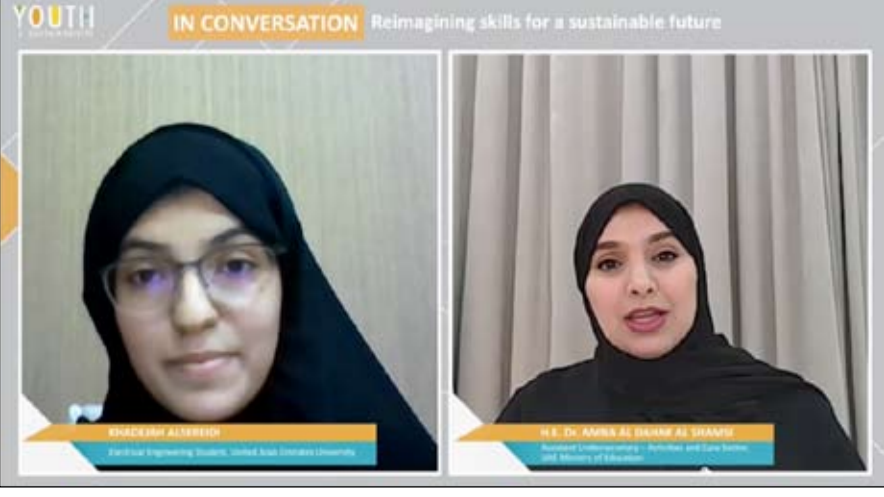 YOUTH
IN CONVERSATION Reimagining skills for a sustainable future
KHADEJAH ALSEREIDI
Electrical Engineering Student, United Arab Emirates University
H.E. Dr. AMNA AL DAHAK AL SHAMSI
Assistant Undersecretary – Activities and Care Sector,
UAE Ministry of Education